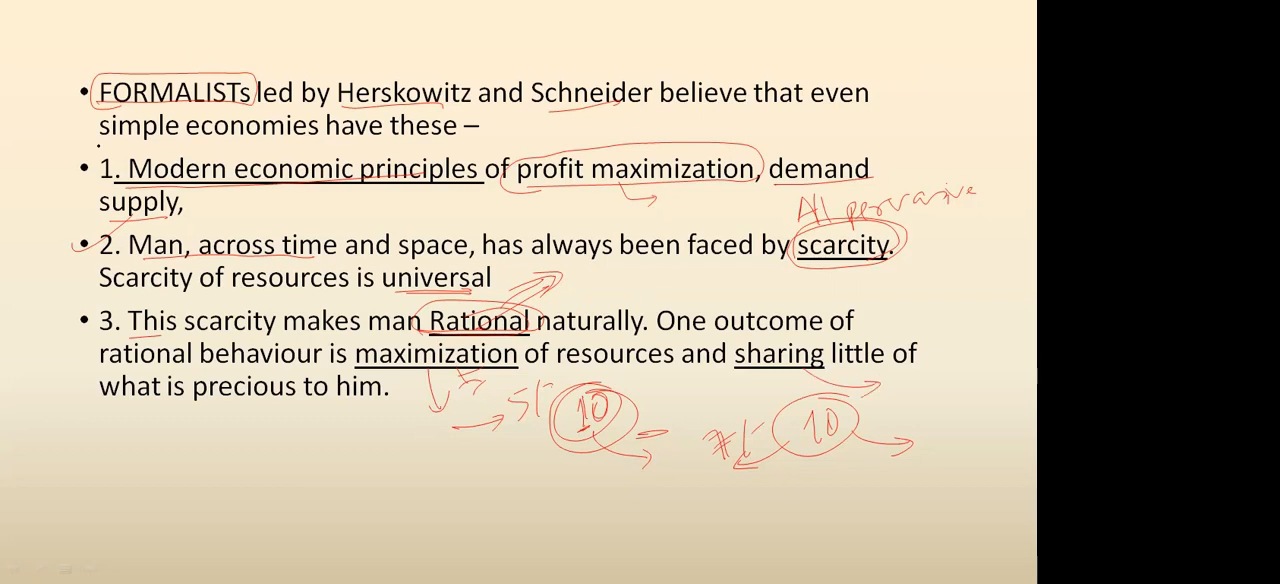 • FORMALISTs led by Herskowitz and Schneider believe that even
simple economies have these –
• 1. Modern economic principles of profit maximization, demand
supply,
All pervasive
• 2. Man, across time and space, has always been faced by scarcity.
Scarcity of resources is universal
• 3. This scarcity makes man Rational naturally. One outcome of
rational behaviour is maximization of resources and sharing little of
what is precious to him.
5/- 10 7/- 10